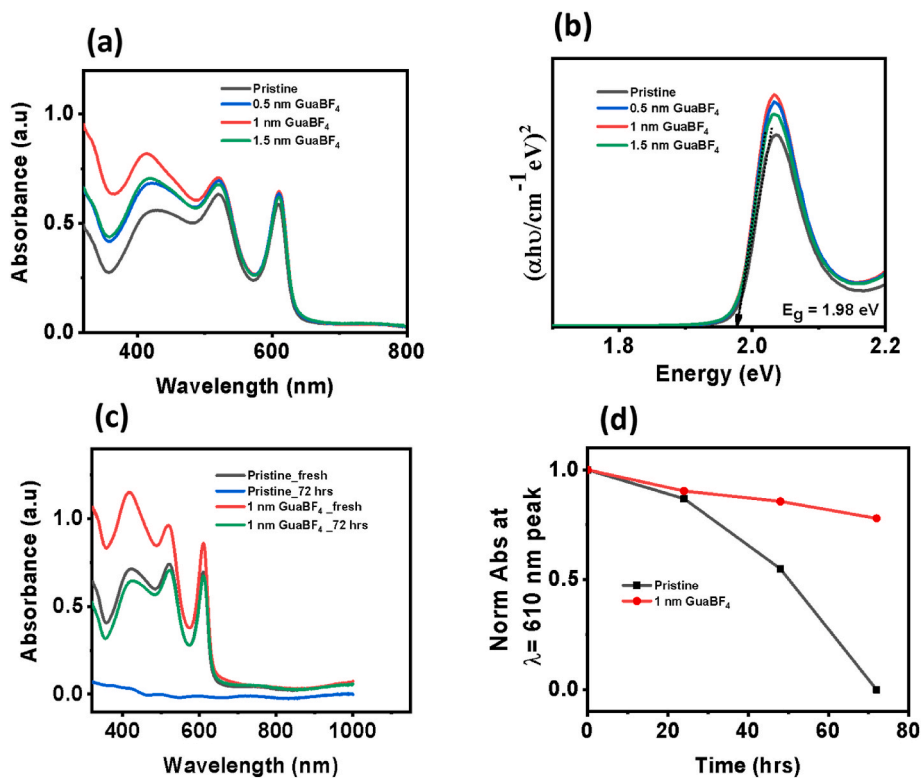 (a)
Absorbance (a.u)
1.0
0.5
0.0
Pristine
0.5 nm GuaBF₄
1 nm GuaBF₄
1.5 nm GuaBF₄
400
600
800
Wavelength (nm)
(b)
(αhυ/cm⁻¹ eV)²
Pristine
0.5 nm GuaBF₄
1 nm GuaBF₄
1.5 nm GuaBF₄
E₉ = 1.98 eV
1.8
2.0
2.2
Energy (eV)
(c)
Absorbance (a.u)
1.0
0.5
0.0
Pristine_fresh
Pristine_72 hrs
1 nm GuaBF₄ _fresh
1 nm GuaBF₄ _72 hrs
400
600
800
1000
Wavelength (nm)
(d)
Norm Abs at
λ= 610 nm peak
1.0
0.5
0.0
Pristine
1 nm GuaBF₄
0
20
40
60
80
Time (hrs)